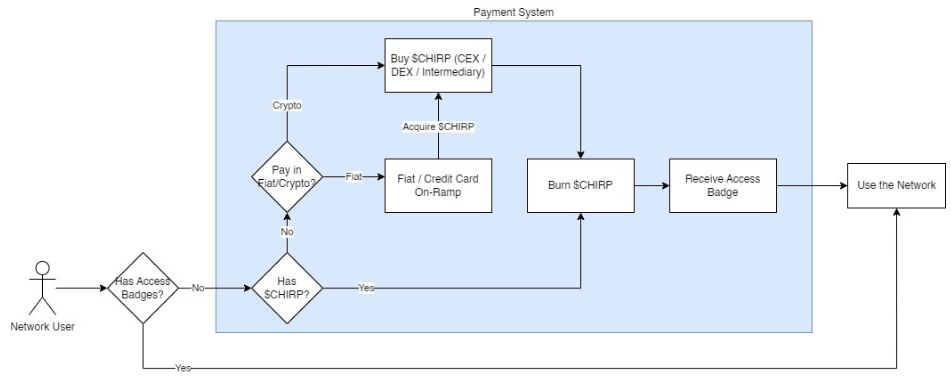 Payment System
Buy $CHIRP (CEX /
DEX / Intermediary)
Crypto
Acquire $CHIRP
Pay in
Fiat/Crypto?
Fiat
Fiat / Credit Card
On-Ramp
Burn $CHIRP
Receive Access
Badge
Use the Network
No
Has Access
Badges?
No
Has
$CHIRP?
Yes
Network User
Yes